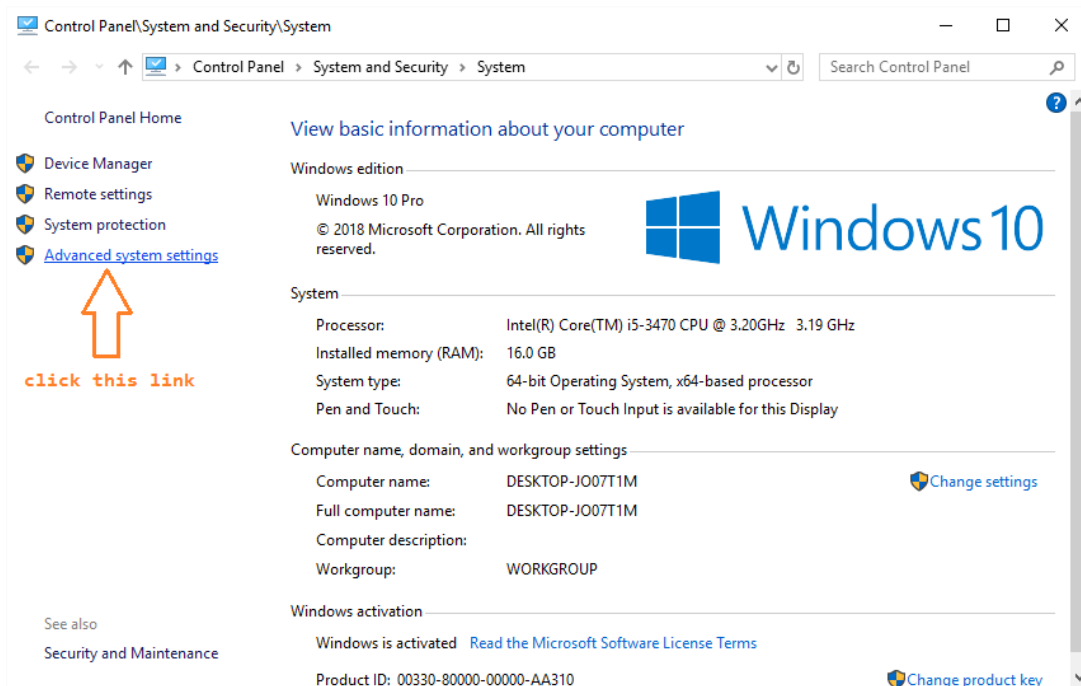 Control Panel\System and Security\System
Control Panel › System and Security › System
Search Control Panel
Control Panel Home
Device Manager
Remote settings
System protection
Advanced system settings
click this link
See also
Security and Maintenance
View basic information about your computer
Windows edition
Windows 10 Pro
© 2018 Microsoft Corporation. All rights
reserved.
Windows 10
System
Processor: Intel(R) Core(TM) i5-3470 CPU @ 3.20GHz 3.19 GHz
Installed memory (RAM): 16.0 GB
System type: 64-bit Operating System, x64-based processor
Pen and Touch: No Pen or Touch Input is available for this Display
Computer name, domain, and workgroup settings
Computer name: DESKTOP-JO07T1M Change settings
Full computer name: DESKTOP-JO07T1M
Computer description:
Workgroup: WORKGROUP
Windows activation
Windows is activated Read the Microsoft Software License Terms
Product ID: 00330-80000-00000-AA310 Change product key